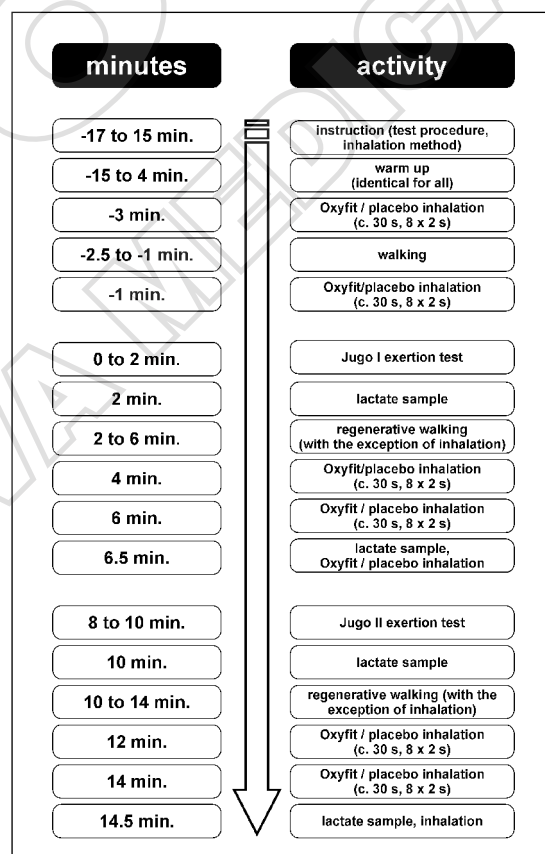 minutes activity
-17 to 15 min. instruction (test procedure,
inhalation method)
-15 to 4 min. warm up
(identical for all)
-3 min. Oxyfit / placebo inhalation
(c. 30 s, 8 x 2 s)
-2.5 to -1 min. walking
-1 min. Oxyfit/placebo inhalation
(c. 30 s, 8 x 2 s)
0 to 2 min. Jugo I exertion test
2 min. lactate sample
2 to 6 min. regenerative walking
(with the exception of inhalation)
4 min. Oxyfit/placebo inhalation
(c. 30 s, 8 x 2 s)
6 min. Oxyfit / placebo inhalation
(c. 30 s, 8 x 2 s)
6.5 min. lactate sample,
Oxyfit / placebo inhalation
8 to 10 min. Jugo II exertion test
10 min. lactate sample
10 to 14 min. regenerative walking (with the
exception of inhalation)
12 min. Oxyfit / placebo inhalation
(c. 30 s, 8 x 2 s)
14 min. Oxyfit / placebo inhalation
(c. 30 s, 8 x 2 s)
14.5 min. lactate sample, inhalation